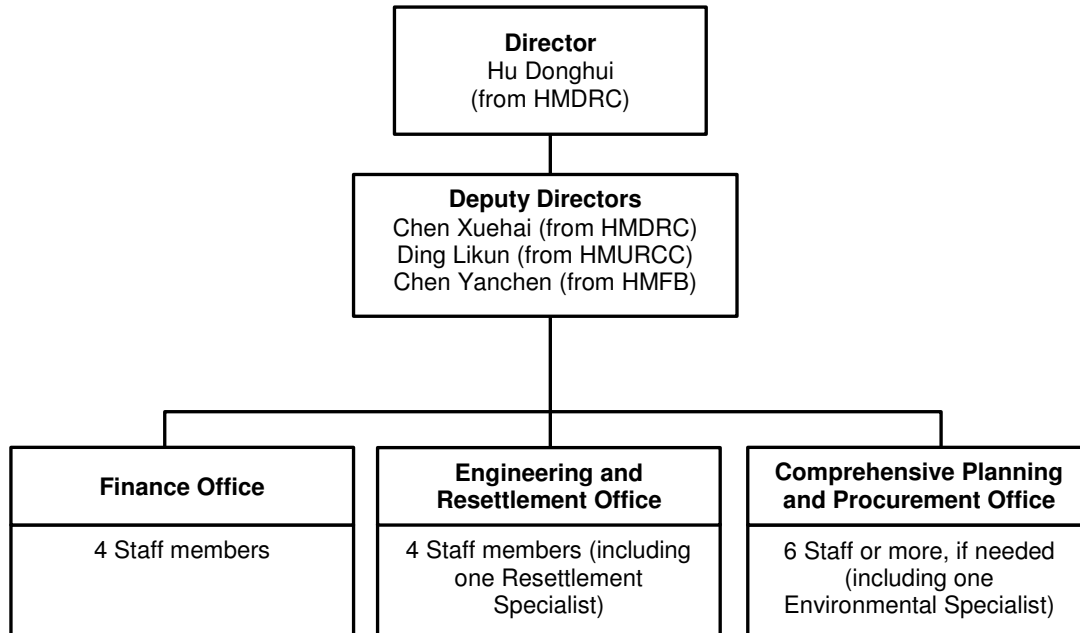 Director
Hu Donghui
(from HMDRC)
Deputy Directors
Chen Xuehai (from HMDRC)
Ding Likun (from HMURCC)
Chen Yanchen (from HMFB)
Finance Office
4 Staff members
Engineering and
Resettlement Office
4 Staff members (including
one Resettlement
Specialist)
Comprehensive Planning
and Procurement Office
6 Staff or more, if needed
(including one
Environmental Specialist)